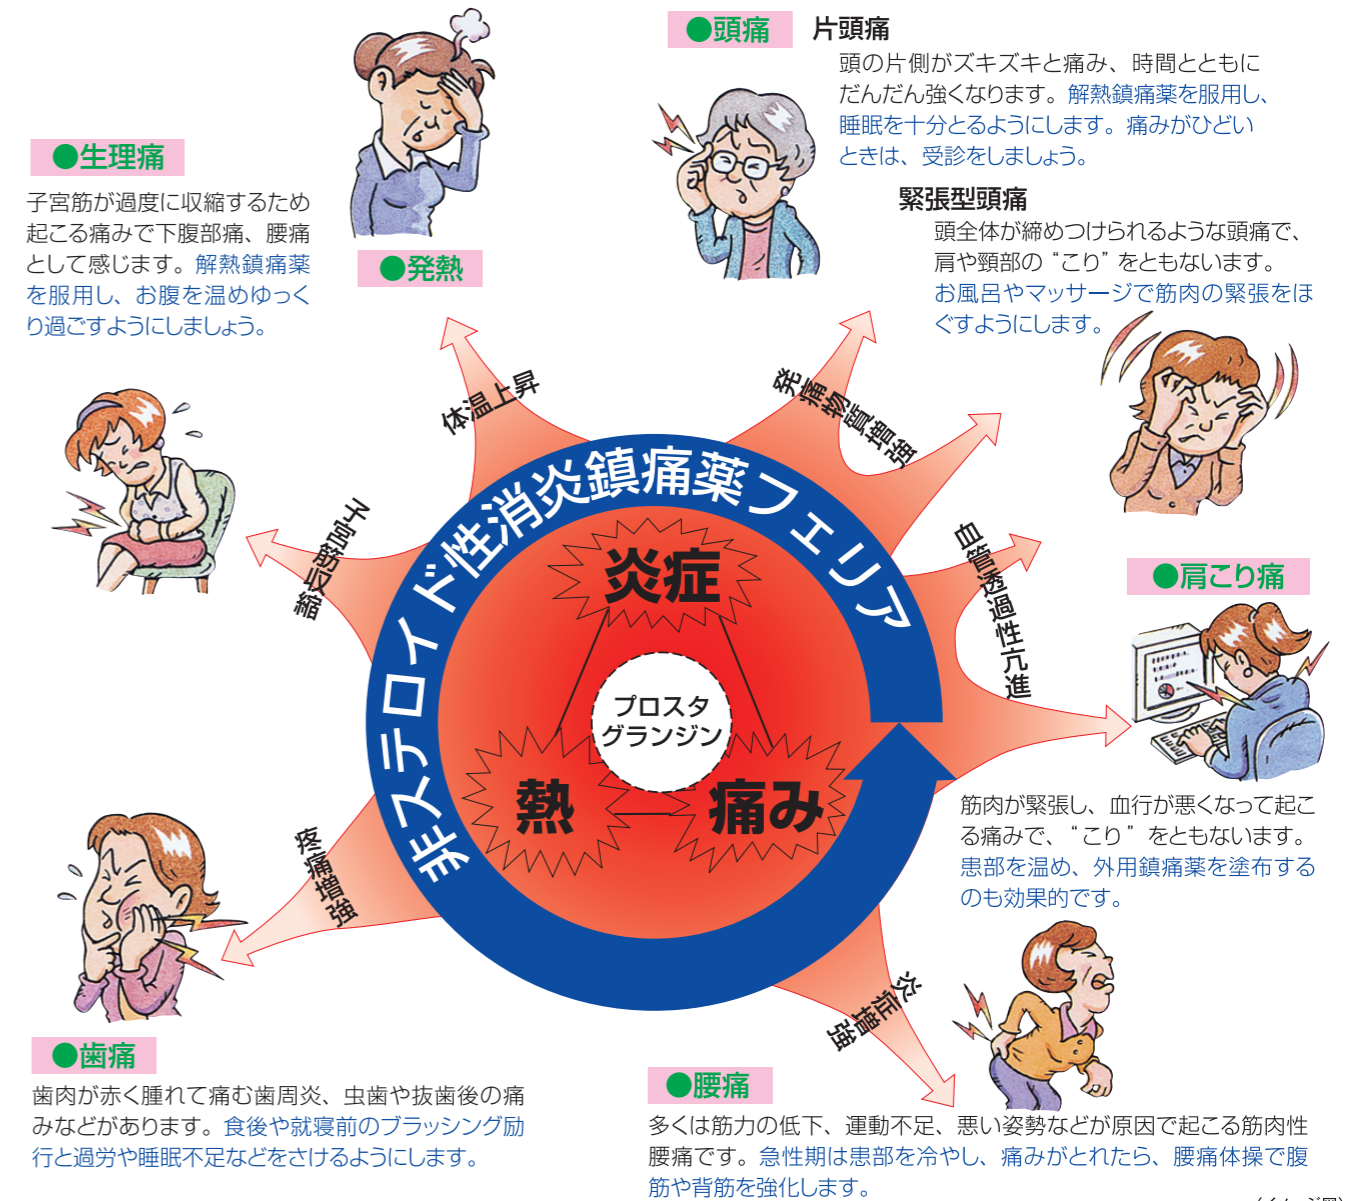 ●頭痛 片頭痛
頭の片側がズキズキと痛み、時間とともに
だんだん強くなります。解熱鎮痛薬を服用し、
睡眠を十分とるようにします。痛みがひどい
ときは、受診をしましょう。
緊張型頭痛
頭全体が締めつけられるような頭痛で、
肩や頸部の“こり”をともないます。
お風呂やマッサージで筋肉の緊張をほ
ぐすようにします。
●生理痛
子宮筋が過度に収縮するため
起こる痛みで下腹部痛、腰痛
として感じます。解熱鎮痛薬
を服用し、お腹を温めゆっく
り過ごすようにしましょう。
●発熱
体温上昇
発痛物質増強
子宮筋収縮
血管透過性亢進
非ステロイド性消炎鎮痛薬フェリア
炎症
プロスタ
グランジン
熱
痛み
疼痛増強
炎症増強
●肩こり痛
筋肉が緊張し、血行が悪くなって起こ
る痛みで、“こり”をともないます。
患部を温め、外用鎮痛薬を塗布する
のも効果的です。
●歯痛
歯肉が赤く腫れて痛む歯周炎、虫歯や抜歯後の痛
みなどがあります。食後や就寝前のブラッシング励
行と過労や睡眠不足などをさけるようにします。
●腰痛
多くは筋力の低下、運動不足、悪い姿勢などが原因で起こる筋肉性
腰痛です。急性期は患部を冷やし、痛みがとれたら、腰痛体操で腹
筋や背筋を強化します。